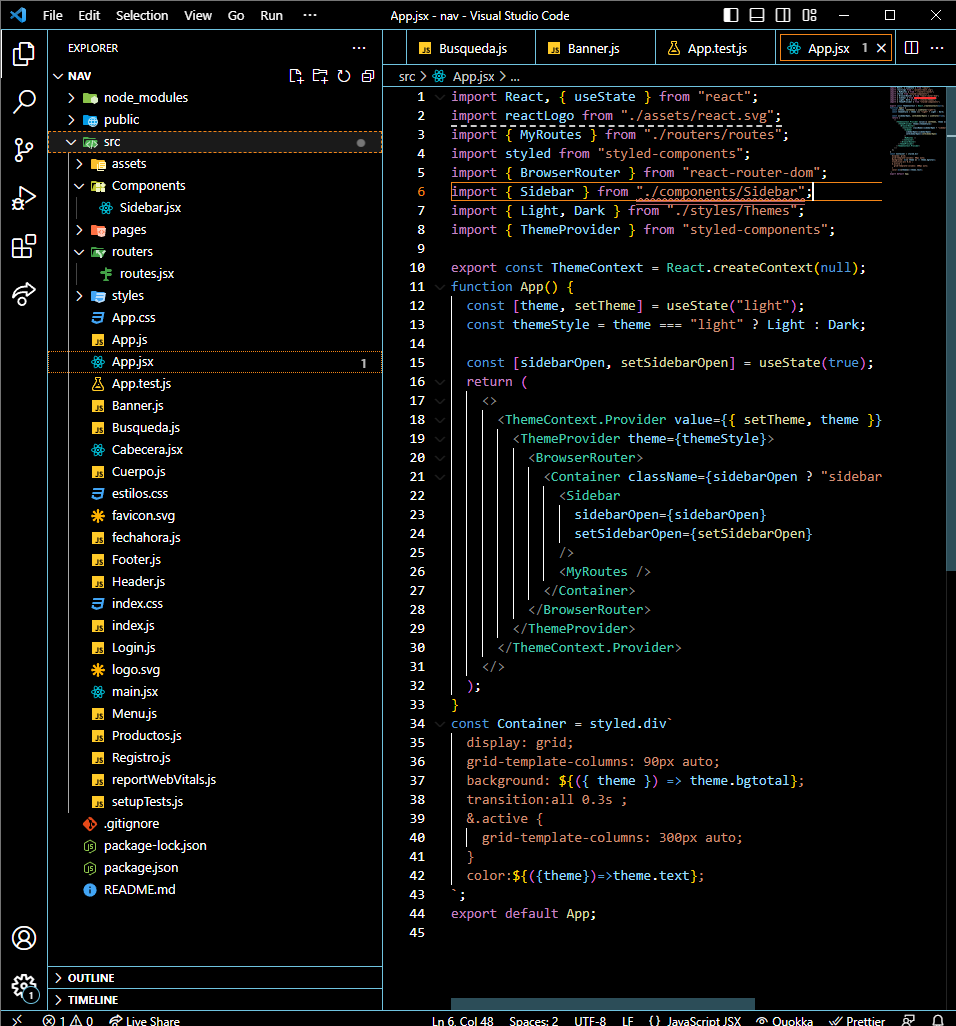 File Edit Selection View Go Run ··· App.jsx - nav - Visual Studio Code
EXPLORER ···
NAV
node_modules
public
src
assets
Components
Sidebar.jsx
pages
routers
routes.jsx
styles
App.css
App.js
App.jsx 1
App.test.js
Banner.js
Busqueda.js
Cabecera.jsx
Cuerpo.js
estilos.css
favicon.svg
fechahora.js
Footer.js
Header.js
index.css
index.js
Login.js
logo.svg
main.jsx
Menu.js
Productos.js
Registro.js
reportWebVitals.js
setupTests.js
.gitignore
package-lock.json
package.json
README.md
OUTLINE
TIMELINE
Busqueda.js Banner.js App.test.js App.jsx 1 ···
src > App.jsx > ...
1 import React, { useState } from "react";
2 import reactLogo from "./assets/react.svg";
3 import { MyRoutes } from "./routers/routes";
4 import styled from "styled-components";
5 import { BrowserRouter } from "react-router-dom";
6 import { Sidebar } from "./components/Sidebar";
7 import { Light, Dark } from "./styles/Themes";
8 import { ThemeProvider } from "styled-components";
9
10 export const ThemeContext = React.createContext(null);
11 function App() {
12 const [theme, setTheme] = useState("light");
13 const themeStyle = theme === "light" ? Light : Dark;
14
15 const [sidebarOpen, setSidebarOpen] = useState(true);
16 return (
17 <>
18 <ThemeContext.Provider value={{ setTheme, theme }}
19 <ThemeProvider theme={themeStyle}>
20 <BrowserRouter>
21 <Container className={sidebarOpen ? "sidebar
22 <Sidebar
23 sidebarOpen={sidebarOpen}
24 setSidebarOpen={setSidebarOpen}
25 />
26 <MyRoutes />
27 </Container>
28 </BrowserRouter>
29 </ThemeProvider>
30 </ThemeContext.Provider>
31 </>
32 );
33 }
34 const Container = styled.div`
35 display: grid;
36 grid-template-columns: 90px auto;
37 background: ${({ theme }) => theme.bgtotal};
38 transition:all 0.3s ;
39 &.active {
40 grid-template-columns: 300px auto;
41 }
42 color:${({theme})=>theme.text};
43 `;
44 export default App;
45
1
1 0 Live Share Ln 6, Col 48 Spaces: 2 UTF-8 LF {} JavaScript JSX Quokka Prettier